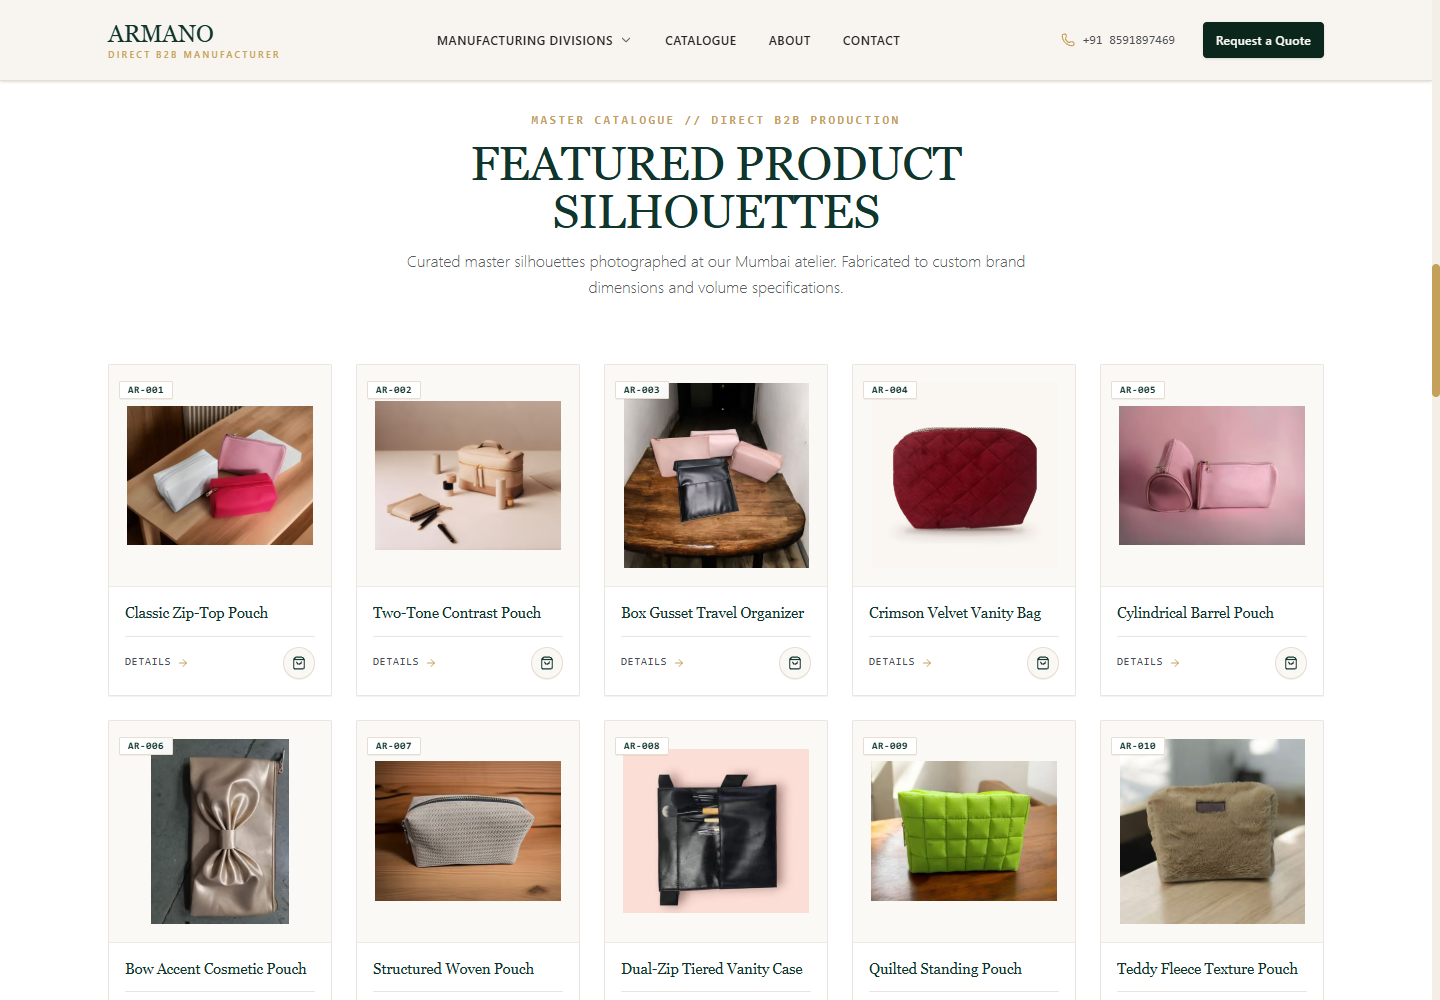 ARMANO
DIRECT B2B MANUFACTURER
MANUFACTURING DIVISIONS
CATALOGUE
ABOUT
CONTACT
+91 8591897469
Request a Quote
MASTER CATALOGUE // DIRECT B2B PRODUCTION
FEATURED PRODUCT
SILHOUETTES
Curated master silhouettes photographed at our Mumbai atelier. Fabricated to custom brand
dimensions and volume specifications.
AR-001
AR-002
AR-003
AR-004
AR-005
Classic Zip-Top Pouch
Two-Tone Contrast Pouch
Box Gusset Travel Organizer
Crimson Velvet Vanity Bag
Cylindrical Barrel Pouch
DETAILS →
DETAILS →
DETAILS →
DETAILS →
DETAILS →
AR-006
AR-007
AR-008
AR-009
AR-010
Bow Accent Cosmetic Pouch
Structured Woven Pouch
Dual-Zip Tiered Vanity Case
Quilted Standing Pouch
Teddy Fleece Texture Pouch